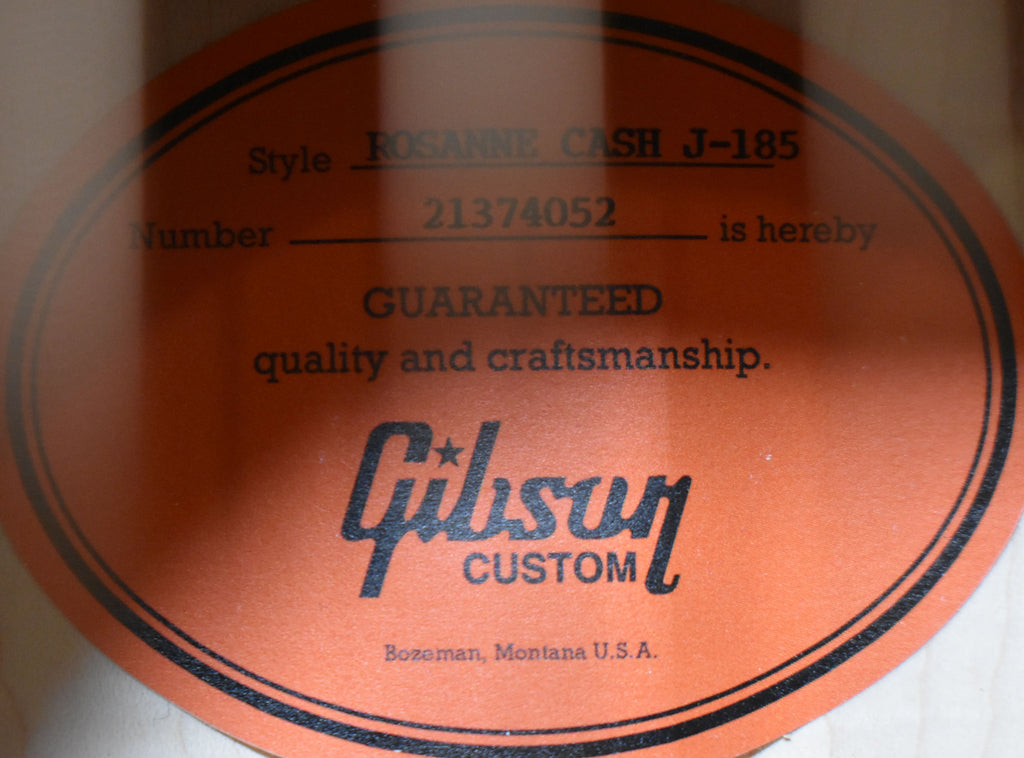 Style ROSANNE CASH J-185
Number 21374052 is hereby
GUARANTEED
quality and craftsmanship.
Gibson
CUSTOM
Bozeman, Montana U.S.A.